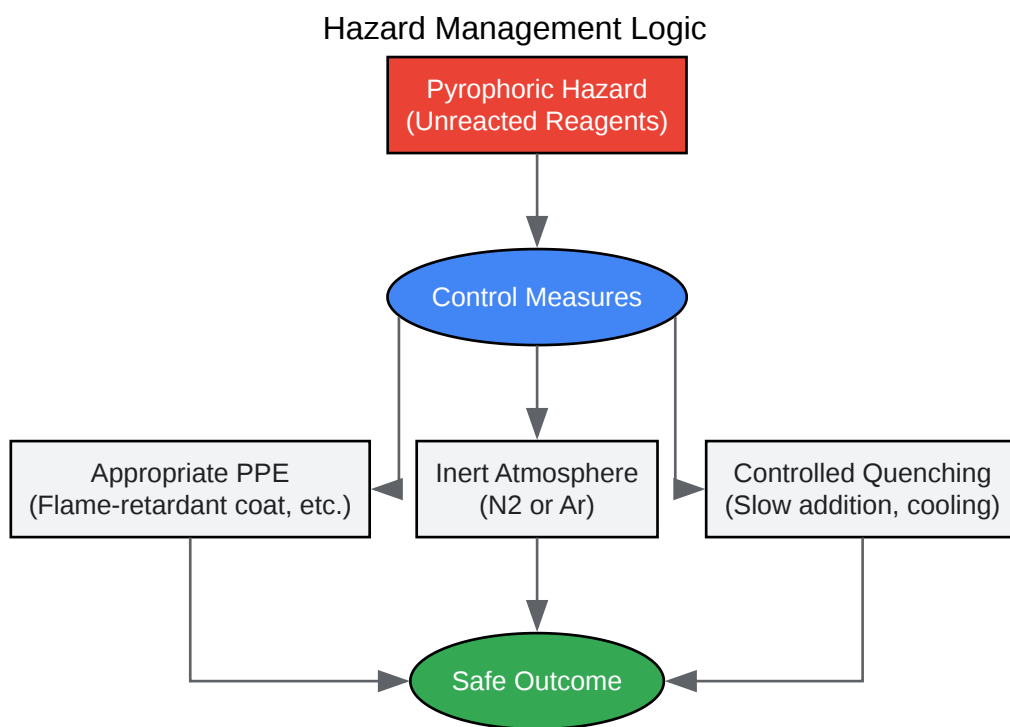 Hazard Management Logic
Pyrophoric Hazard
(Unreacted Reagents)
Control Measures
Appropriate PPE
(Flame-retardant coat, etc.)
Inert Atmosphere
(N2 or Ar)
Controlled Quenching
(Slow addition, cooling)
Safe Outcome